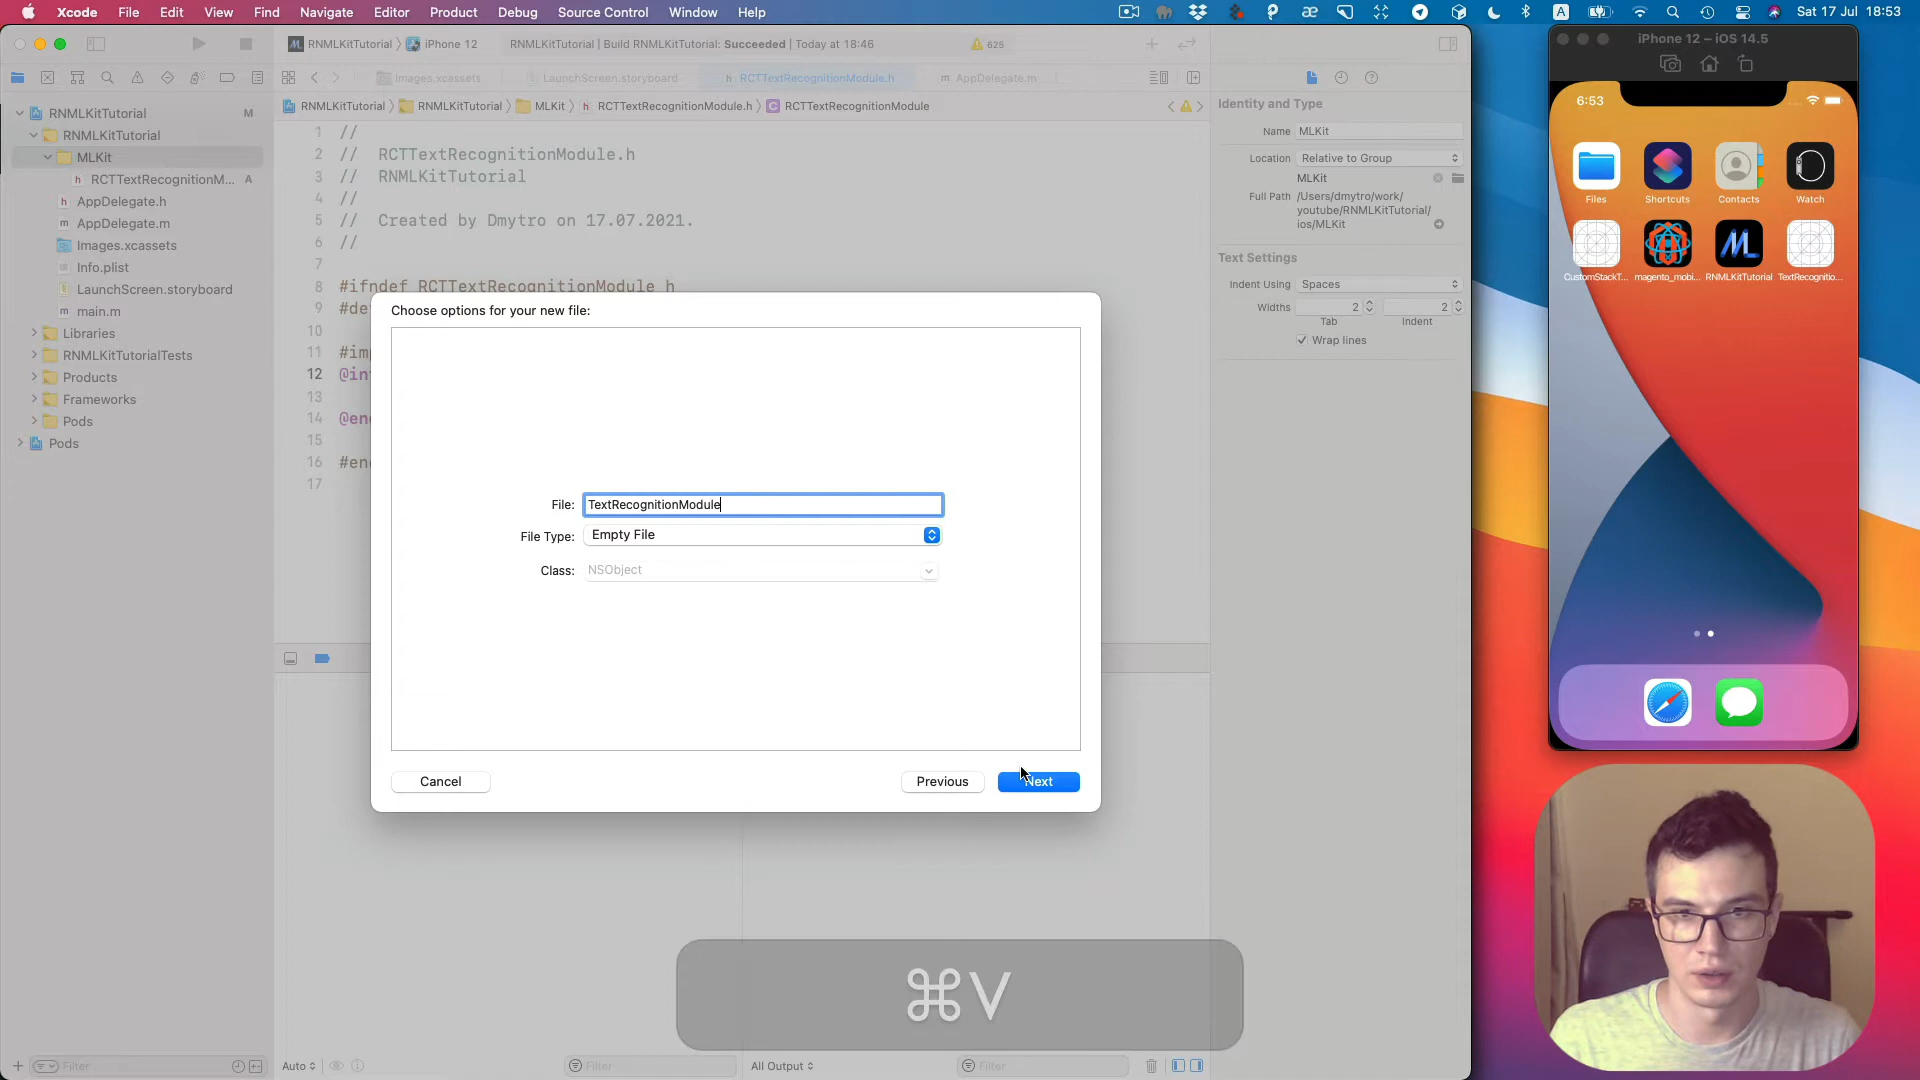 Xcode File Edit View Find Navigate Editor Product Debug Source Control Window Help
Sat 17 Jul 18:53
RNMLKitTutorial iPhone 12
RNMLKitTutorial | Build RNMLKitTutorial: Succeeded | Today at 18:46
625
Images.xcassets
LaunchScreen.storyboard
RCTTextRecognitionModule.h
AppDelegate.m
RNMLKitTutorial RNMLKitTutorial MLKit RCTTextRecognitionModule.h RCTTextRecognitionModule
RNMLKitTutorial M
RNMLKitTutorial
MLKit
RCTTextRecognitionM... A
AppDelegate.h
AppDelegate.m
Images.xcassets
Info.plist
LaunchScreen.storyboard
main.m
Libraries
RNMLKitTutorialTests
Products
Frameworks
Pods
Pods
1 //
2 // RCTTextRecognitionModule.h
3 // RNMLKitTutorial
4 //
5 // Created by Dmytro on 17.07.2021.
6 //
7
8 #ifndef RCTTextRecognitionModule_h
9 #de
10
11 #im
12 @in
13
14 @en
15
16 #en
17
Choose options for your new file:
File: TextRecognitionModule
File Type: Empty File
Class: NSObject
Cancel
Previous
Next
⌘V
Identity and Type
Name MLKit
Location Relative to Group
MLKit
Full Path /Users/dmytro/work/
youtube/RNMLKitTutorial/
ios/MLKit
Text Settings
Indent Using Spaces
Widths 2 2
Tab Indent
Wrap lines
Auto
Filter
Filter
All Output
Filter
iPhone 12 – iOS 14.5
6:53
Files
Shortcuts
Contacts
Watch
CustomStackT...
magento_mobi...
RNMLKitTutorial
TextRecognitio...